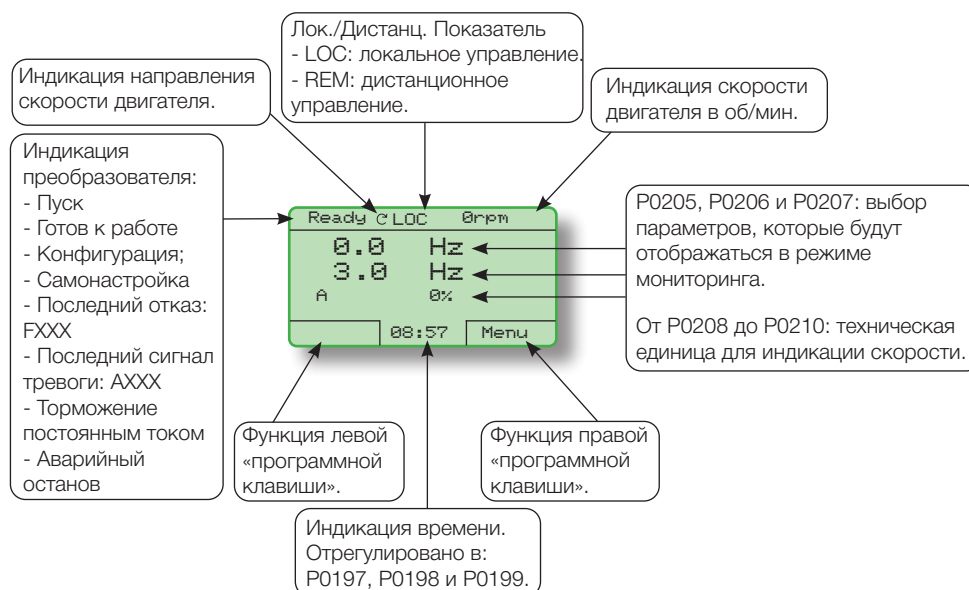 Лок./Дистанц. Показатель
- LOC: локальное управление.
- REM: дистанционное
управление.
Индикация направления
скорости двигателя.
Индикация скорости
двигателя в об/мин.
Индикация
преобразователя:
- Пуск
- Готов к работе
- Конфигурация;
- Самонастройка
- Последний отказ:
FXXX
- Последний сигнал
тревоги: AXXX
- Торможение
постоянным током
- Аварийный
останов
Ready LOC 0rpm
0.0 Hz
3.0 Hz
A 0%
08:57 Menu
P0205, P0206 и P0207: выбор
параметров, которые будут
отображаться в режиме
мониторинга.
От P0208 до P0210: техническая
единица для индикации скорости.
Функция левой
«программной
клавиши».
Функция правой
«программной
клавиши».
Индикация времени.
Отрегулировано в:
P0197, P0198 и P0199.